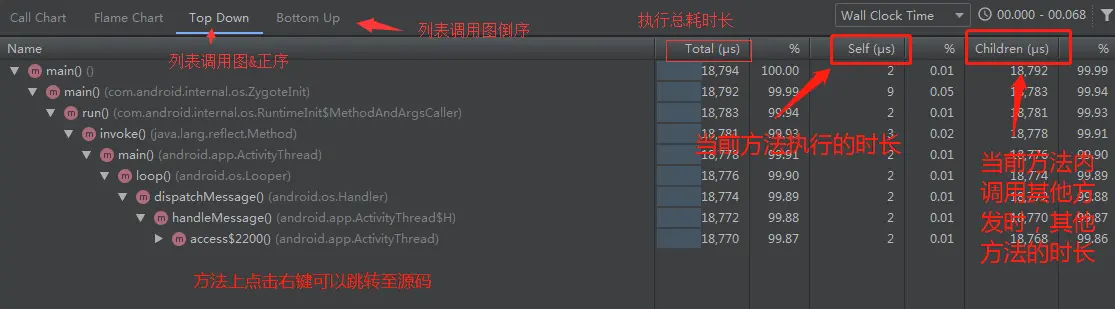 Call Chart Flame Chart Top Down Bottom Up
列表调用图倒序
执行总耗时长
Wall Clock Time 00.000 - 00.068
列表调用图&正序
Name Total (μs) % Self (μs) % Children (μs) %
main() () 18,794 100.00 2 0.01 18,792 99.99
main() (com.android.internal.os.ZygoteInit) 18,792 99.99 9 0.05 18,783 99.94
run() (com.android.internal.os.RuntimeInit$MethodAndArgsCaller) 18,783 99.94 2 0.01 18,781 99.93
invoke() (java.lang.reflect.Method) 18,781 99.93 3 0.02 18,778 99.91
main() (android.app.ActivityThread) 18,778 99.91 2 0.01 18,776 99.90
loop() (android.os.Looper) 18,776 99.90 2 0.01 18,774 99.89
dispatchMessage() (android.os.Handler) 18,774 99.89 2 0.01 99.88
handleMessage() (android.app.ActivityThread$H) 18,772 99.88 2 0.01 18,770 99.87
access$2200() (android.app.ActivityThread) 18,770 99.87 2 0.01 18,768 99.86
当前方法执行的时长
当前方法内
调用其他方
发时，其他
方法的时长
方法上点击右键可以跳转至源码